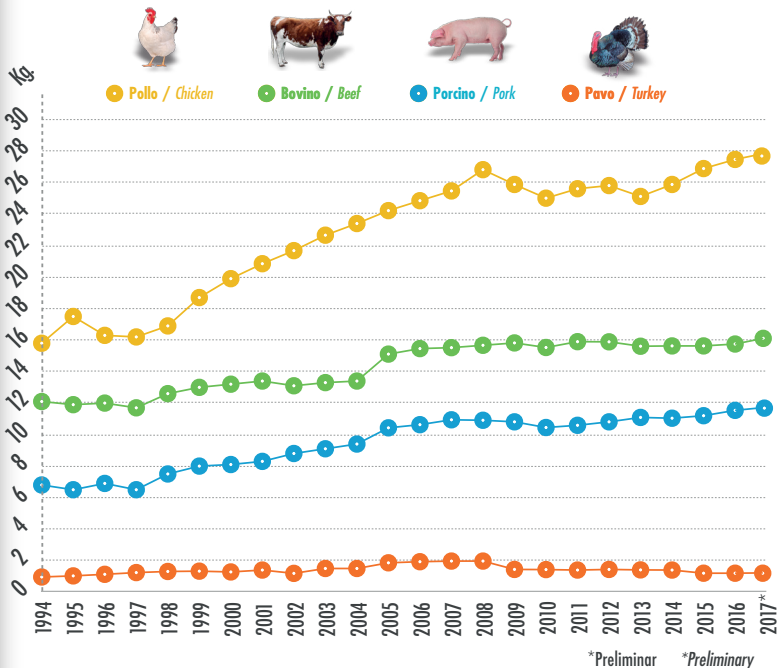 Kg.
Pollo / Chicken
Bovino / Beef
Porcino / Pork
Pavo / Turkey
30
28
26
24
22
20
18
16
14
12
10
8
6
4
2
0
1994 1995 1996 1997 1998 1999 2000 2001 2002 2003 2004 2005 2006 2007 2008 2009 2010 2011 2012 2013 2014 2015 2016 2017*
*Preliminar *Preliminary